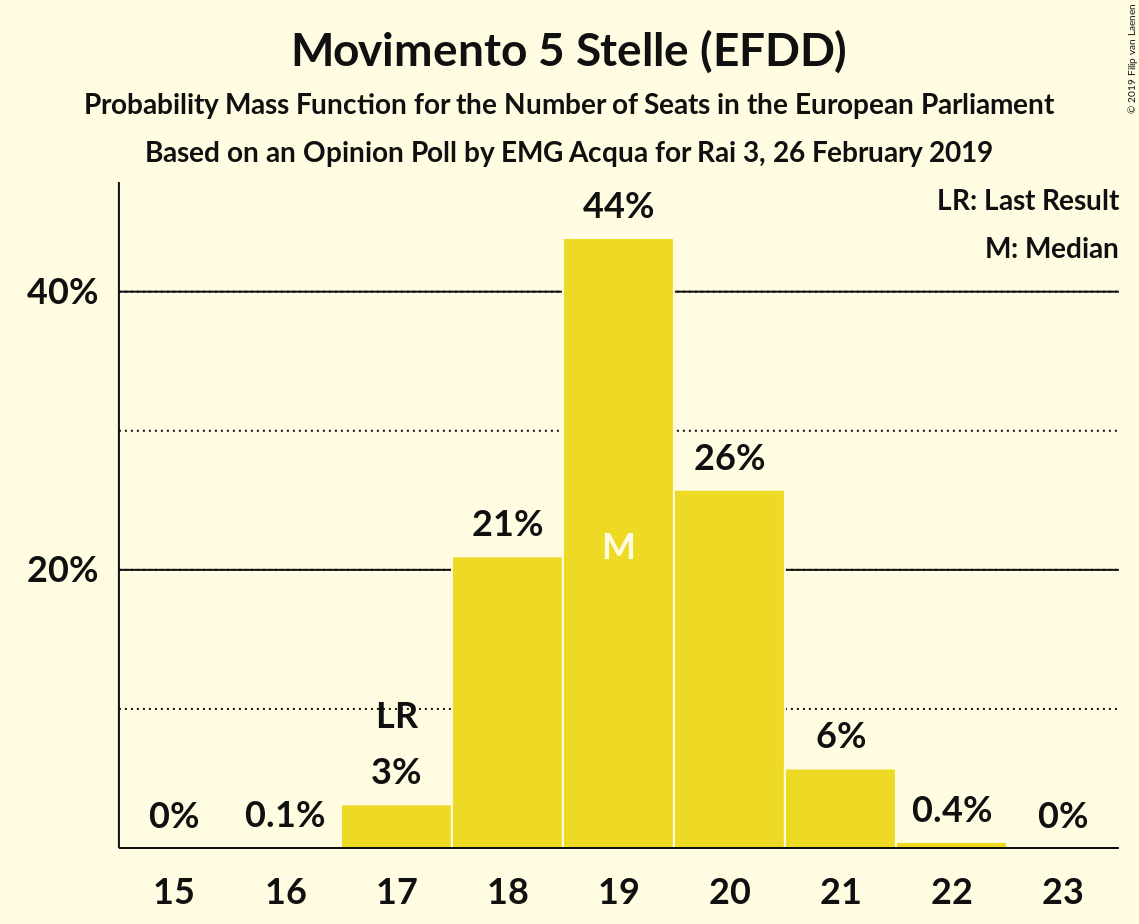 Movimento 5 Stelle (EFDD)
Probability Mass Function for the Number of Seats in the European Parliament
Based on an Opinion Poll by EMG Acqua for Rai 3, 26 February 2019
© 2019 Filip van Laenen
LR: Last Result
M: Median
44%
40%
26%
21%
M
20%
LR
6%
3%
0%
0.1%
0.4%
0%
15 16 17 18 19 20 21 22 23